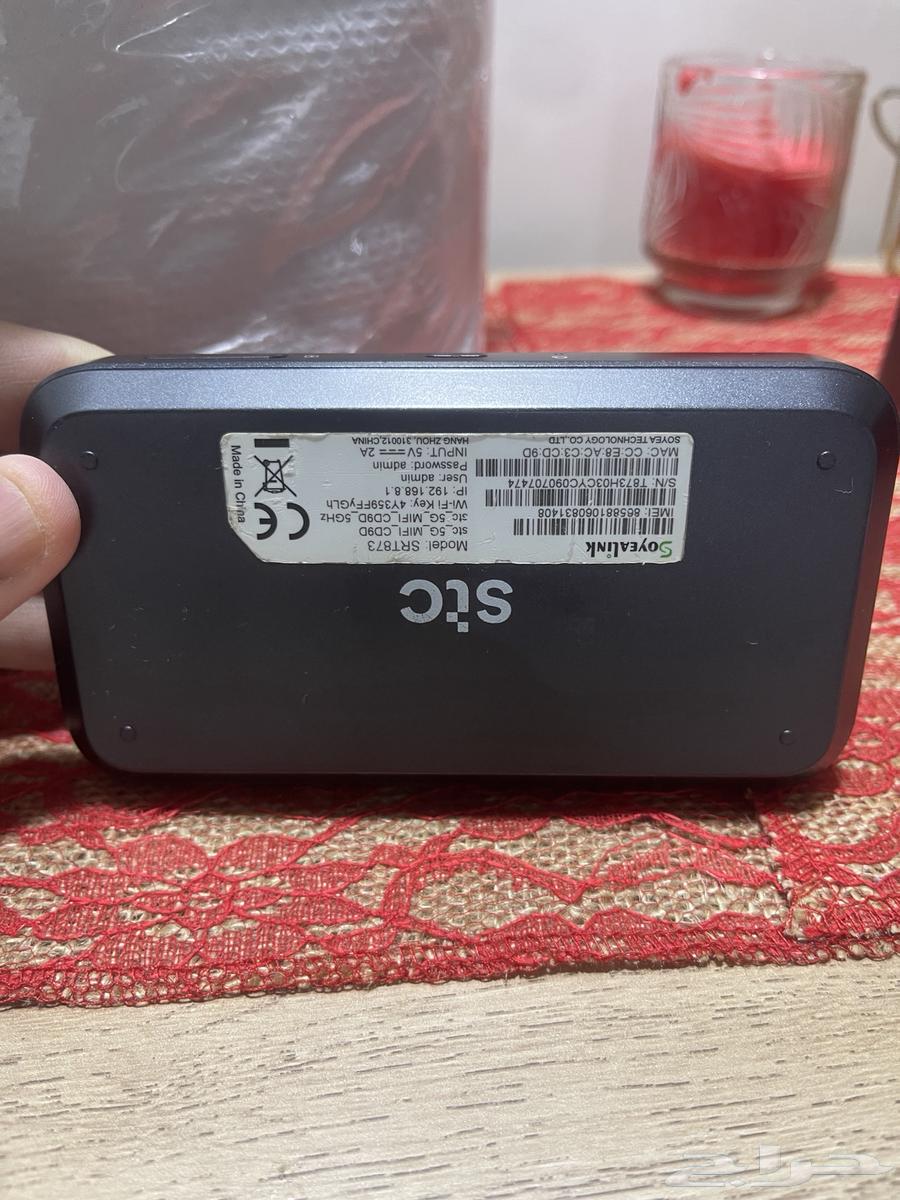 SoyeaLink
IMEI: 865881060831408
S/N: T873H03CYC090707474
MAC: CC:E8:AC:C3:CD:9D
SOYEA TECHNOLOGY CO.,LTD
Model: SRT873
stc_5G_MIFI_CD9D
stc_5G_MIFI_CD9D_5GHz
Wi-Fi Key: 4Y359FFyGLh
IP: 192.168.8.1
User: admin
Password: admin
INPUT: 5V⎓2A
HANG ZHOU, 310012,CHINA
CE
Made in China
stc
حراج